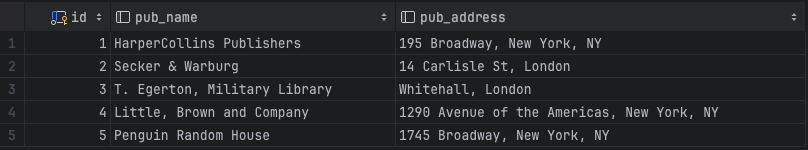 id pub_name pub_address
1 1 HarperCollins Publishers 195 Broadway, New York, NY
2 2 Secker & Warburg 14 Carlisle St, London
3 3 T. Egerton, Military Library Whitehall, London
4 4 Little, Brown and Company 1290 Avenue of the Americas, New York, NY
5 5 Penguin Random House 1745 Broadway, New York, NY